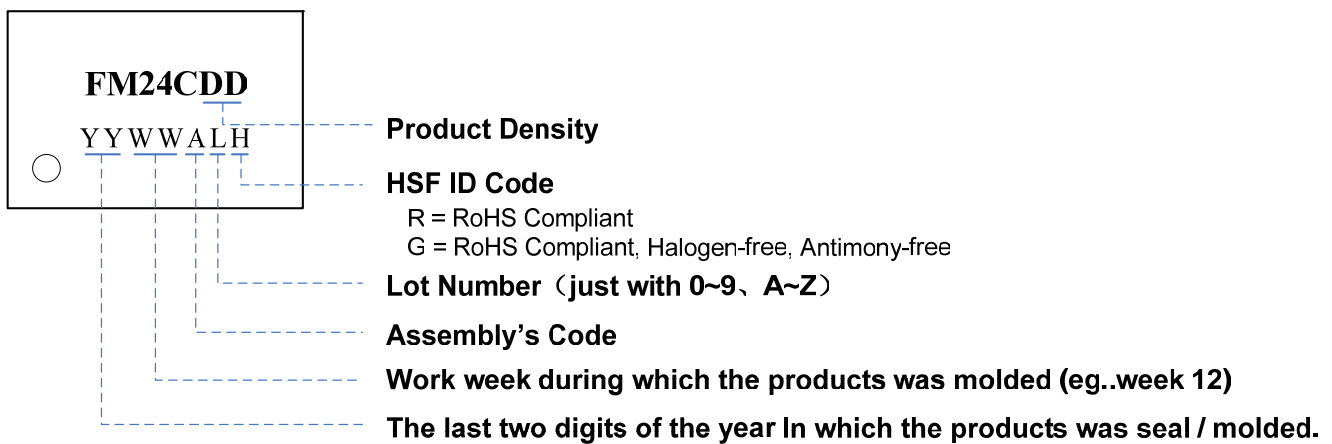 FM24CDD
YYWWALH
Product Density
HSF ID Code
R = RoHS Compliant
G = RoHS Compliant, Halogen-free, Antimony-free
Lot Number（just with 0~9、A~Z）
Assembly’s Code
Work week during which the products was molded (eg..week 12)
The last two digits of the year In which the products was seal / molded.